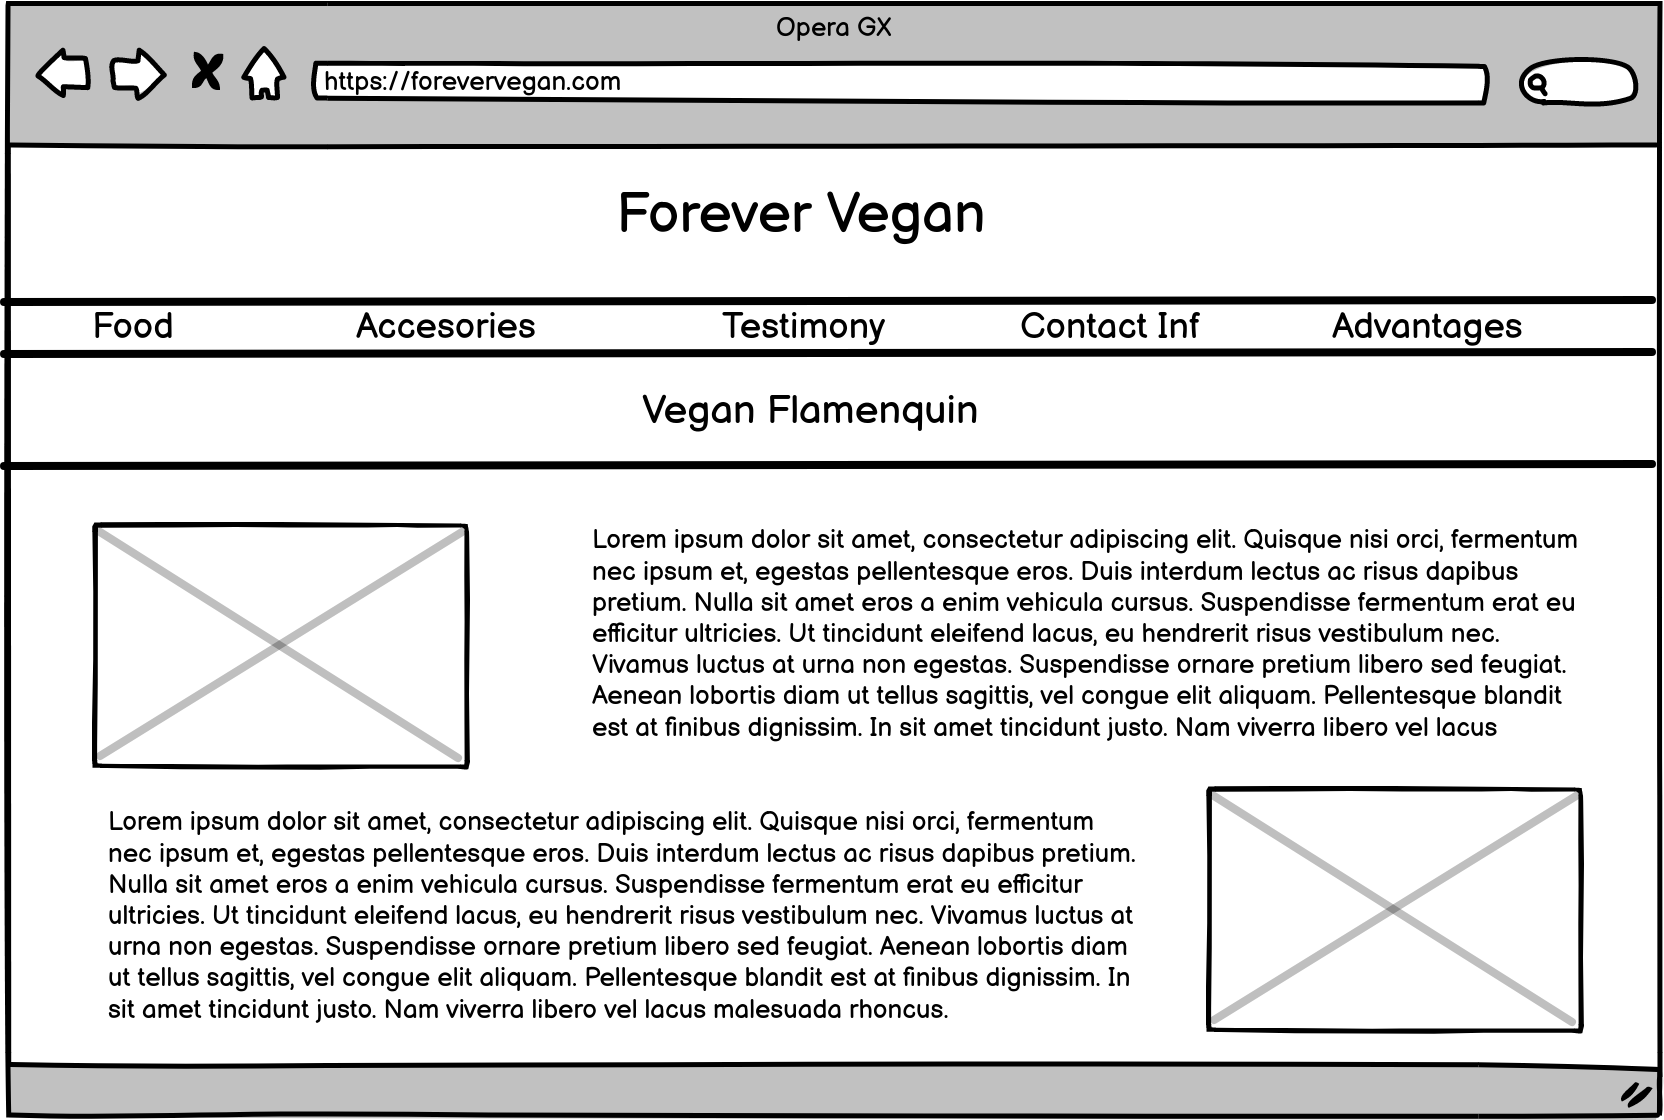 Opera GX
https://forevervegan.com
Forever Vegan
Food Accesories Testimony Contact Inf Advantages
Vegan Flamenquin
Lorem ipsum dolor sit amet, consectetur adipiscing elit. Quisque nisi orci, fermentum
nec ipsum et, egestas pellentesque eros. Duis interdum lectus ac risus dapibus
pretium. Nulla sit amet eros a enim vehicula cursus. Suspendisse fermentum erat eu
efficitur ultricies. Ut tincidunt eleifend lacus, eu hendrerit risus vestibulum nec.
Vivamus luctus at urna non egestas. Suspendisse ornare pretium libero sed feugiat.
Aenean lobortis diam ut tellus sagittis, vel congue elit aliquam. Pellentesque blandit
est at finibus dignissim. In sit amet tincidunt justo. Nam viverra libero vel lacus
Lorem ipsum dolor sit amet, consectetur adipiscing elit. Quisque nisi orci, fermentum
nec ipsum et, egestas pellentesque eros. Duis interdum lectus ac risus dapibus pretium.
Nulla sit amet eros a enim vehicula cursus. Suspendisse fermentum erat eu efficitur
ultricies. Ut tincidunt eleifend lacus, eu hendrerit risus vestibulum nec. Vivamus luctus at
urna non egestas. Suspendisse ornare pretium libero sed feugiat. Aenean lobortis diam
ut tellus sagittis, vel congue elit aliquam. Pellentesque blandit est at finibus dignissim. In
sit amet tincidunt justo. Nam viverra libero vel lacus malesuada rhoncus.